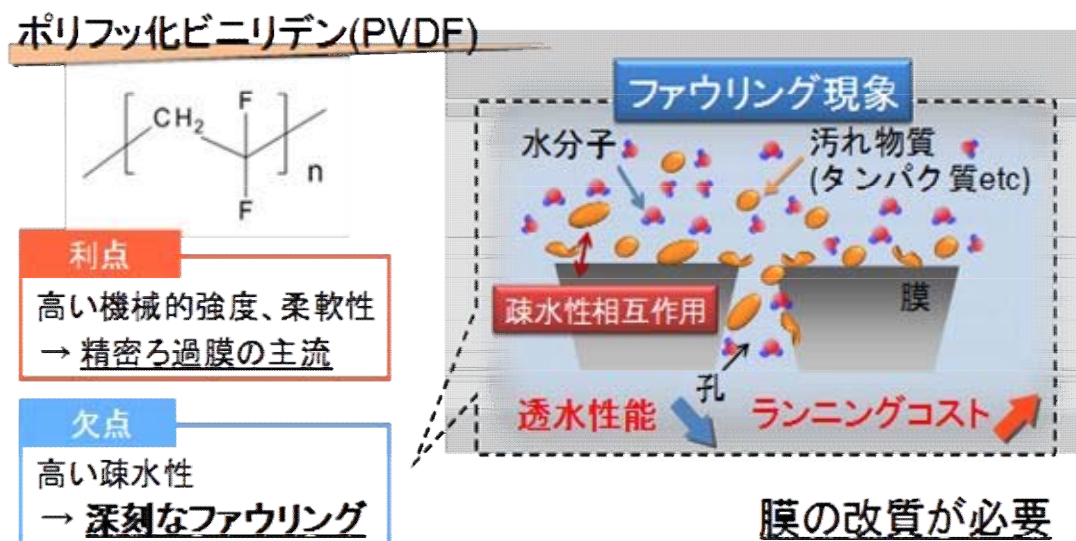 ポリフッ化ビニリデン(PVDF)
CH2
F
F
n
利点
高い機械的強度、柔軟性
→ 精密ろ過膜の主流
欠点
高い疎水性
→ 深刻なファウリング
ファウリング現象
水分子
汚れ物質
(タンパク質etc)
疎水性相互作用
膜
孔
透水性能
ランニングコスト
膜の改質が必要